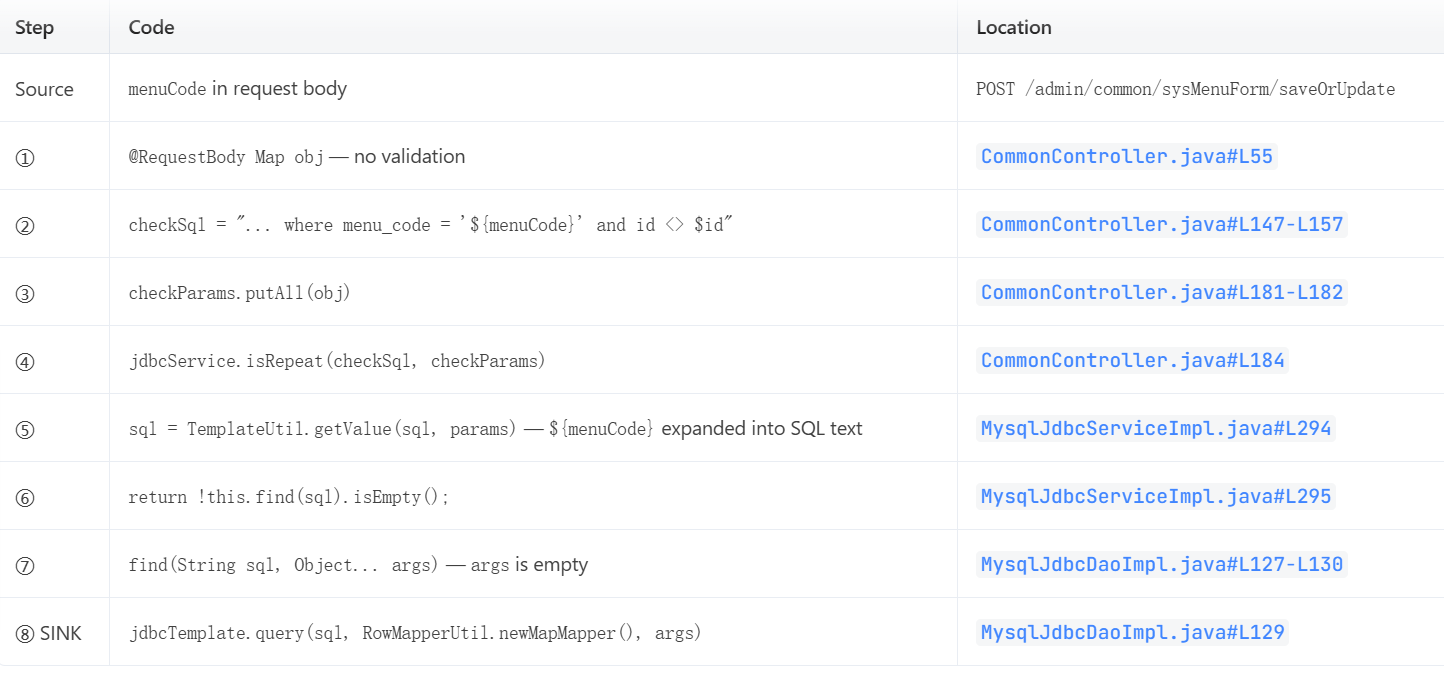 Step Code Location
Source menuCode in request body POST /admin/common/sysMenuForm/saveOrUpdate
① @RequestBody Map obj — no validation CommonController.java#L55
② checkSql = "... where menu_code = '${menuCode}' and id <> $id" CommonController.java#L147-L157
③ checkParams.putAll(obj) CommonController.java#L181-L182
④ jdbcService.isRepeat(checkSql, checkParams) CommonController.java#L184
⑤ sql = TemplateUtil.getValue(sql, params) — ${menuCode} expanded into SQL text MysqlJdbcServiceImpl.java#L294
⑥ return !this.find(sql).isEmpty(); MysqlJdbcServiceImpl.java#L295
⑦ find(String sql, Object... args) — args is empty MysqlJdbcDaoImpl.java#L127-L130
⑧ SINK jdbcTemplate.query(sql, RowMapperUtil.newMapMapper(), args) MysqlJdbcDaoImpl.java#L129